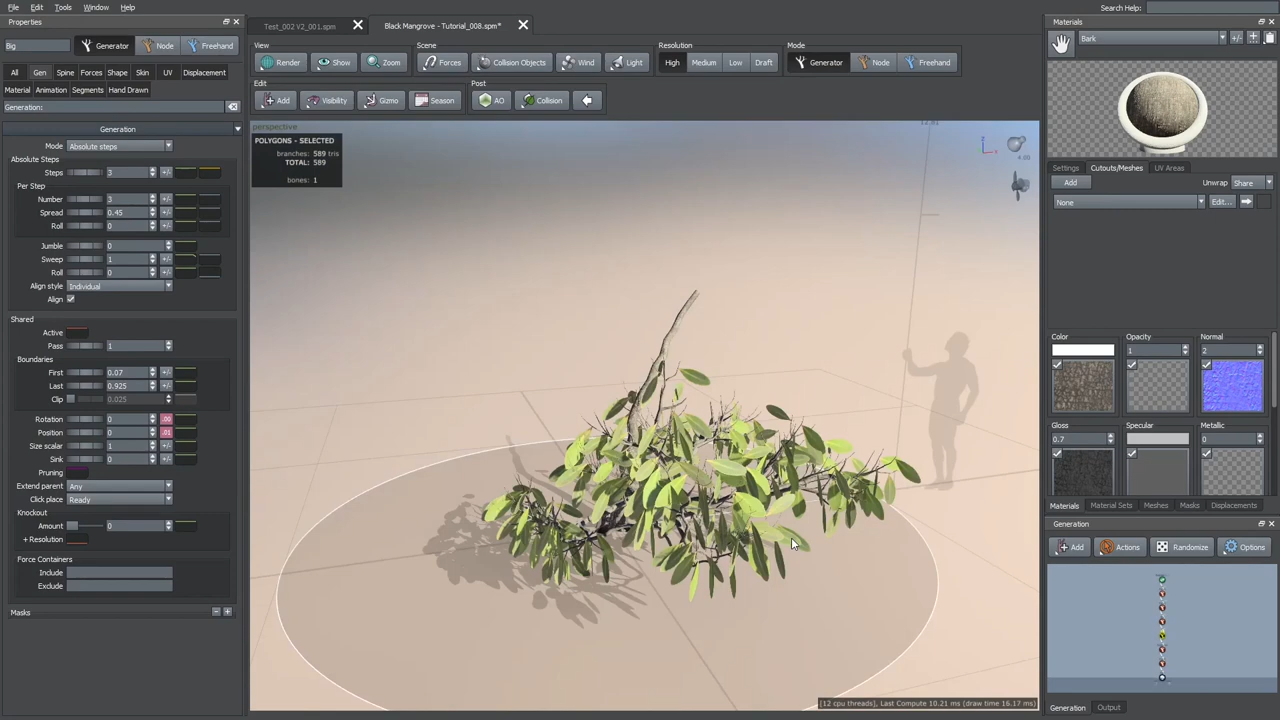 File Edit Tools Window Help
Search Help:
Properties
Big
Generator
Node
Freehand
All
Gen
Spine
Forces
Shape
Skin
UV
Displacement
Material
Animation
Segments
Hand Drawn
Generation:
Generation
Mode Absolute steps
Absolute Steps
Steps 3 +/-
Per Step
Number 3 +/-
Spread 0.45 +/-
Roll 0 +/-
Jumble 0 +/-
Sweep 1 +/-
Roll 0 +/-
Align style Individual
Align
Shared
Active
Pass 1
Boundaries
First 0.07 +/-
Last 0.925 +/-
Clip 0.025
Rotation 0 .00
Position 0 .01
Size scaler 1 +/-
Sink 0 +/-
Pruning
Extend parent Any
Click place Ready
Knockout
Amount 0
+ Resolution
Force Containers
Include
Exclude
Masks
Test_002 V2_001.spm
Black Mangrove - Tutorial_008.spm*
View
Scene
Resolution
Mode
Render
Show
Zoom
Forces
Collision Objects
Wind
Light
High
Medium
Low
Draft
Generator
Node
Freehand
Edit
Post
Add
Visibility
Gizmo
Season
AO
Collision
perspective
POLYGONS - SELECTED
branches: 589 tris
TOTAL: 589
bones: 1
4.00
[12 cpu threads], Last Compute 10.21 ms (draw time 16.17 ms)
Materials
Bark
+/-
Settings
Cutouts/Meshes
UV Areas
Add
Unwrap Share
None
Edit...
Color
Opacity
Normal
1
2
Gloss
Specular
Metallic
0.7
0
Materials
Material Sets
Meshes
Masks
Displacements
Generation
Add
Actions
Randomize
Options
Generation
Output